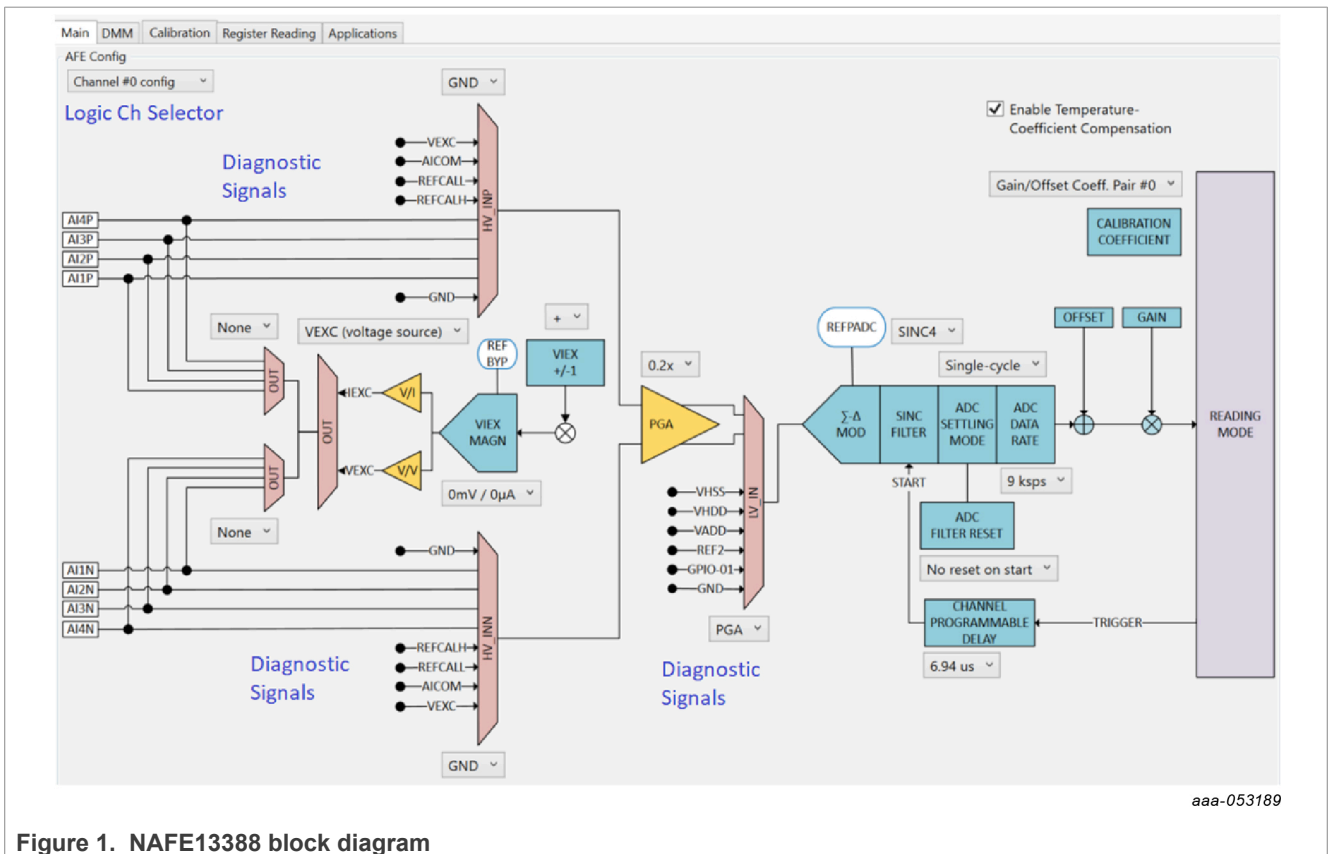 Main DMM Calibration Register Reading Applications
AFE Config
Channel #0 config
GND
Logic Ch Selector
Enable Temperature-
Coefficient Compensation
Diagnostic
Signals
VEXC
AICOM
REFCALL
REFCALH
HV_INP
Gain/Offset Coeff. Pair #0
AI4P
AI3P
AI2P
AI1P
CALIBRATION
COEFFICIENT
GND
None
VEXC (voltage source)
+
REF
BYP
VIEX
+/-1
REFPADC
SINC4
OFFSET
GAIN
0.2x
Single-cycle
OUT
OUT
IEXC
V/I
VIEX
MAGN
PGA
Σ-Δ
MOD
SINC
FILTER
ADC
SETTLING
MODE
ADC
DATA
RATE
READING
MODE
OUT
VEXC
V/V
0mV / 0µA
START
9 ksps
None
VHSS
VHDD
VADD
REF2
GPIO-01
GND
LV_IN
ADC
FILTER RESET
No reset on start
GND
AI1N
AI2N
AI3N
AI4N
PGA
CHANNEL
PROGRAMMABLE
DELAY
TRIGGER
6.94 us
HV_INN
REFCALH
REFCALL
AICOM
VEXC
Diagnostic
Signals
Diagnostic
Signals
GND
aaa-053189
Figure 1. NAFE13388 block diagram